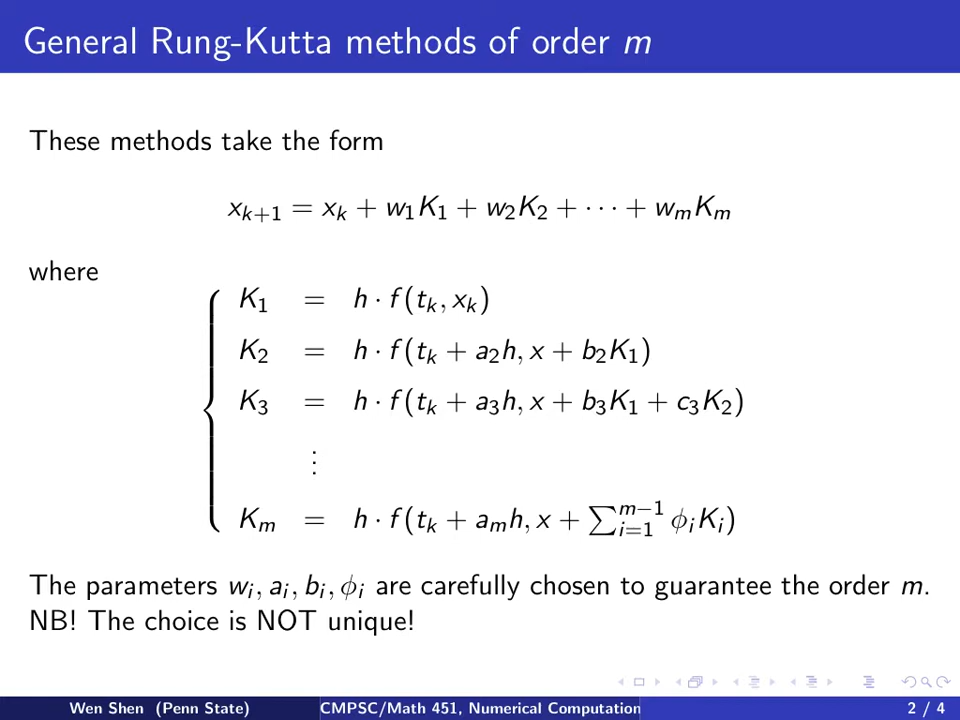 General Rung-Kutta methods of order m
These methods take the form
x_{k+1} = x_k + w_1K_1 + w_2K_2 + ⋯ + w_mK_m
where
K_1 = h · f(t_k, x_k)
K_2 = h · f(t_k + a_2h, x + b_2K_1)
K_3 = h · f(t_k + a_3h, x + b_3K_1 + c_3K_2)
⋮
K_m = h · f(t_k + a_mh, x + ∑_{i=1}^{m−1} ϕ_iK_i)
The parameters w_i, a_i, b_i, ϕ_i are carefully chosen to guarantee the order m.
NB! The choice is NOT unique!
Wen Shen (Penn State) CMPSC/Math 451, Numerical Computation 2 / 4